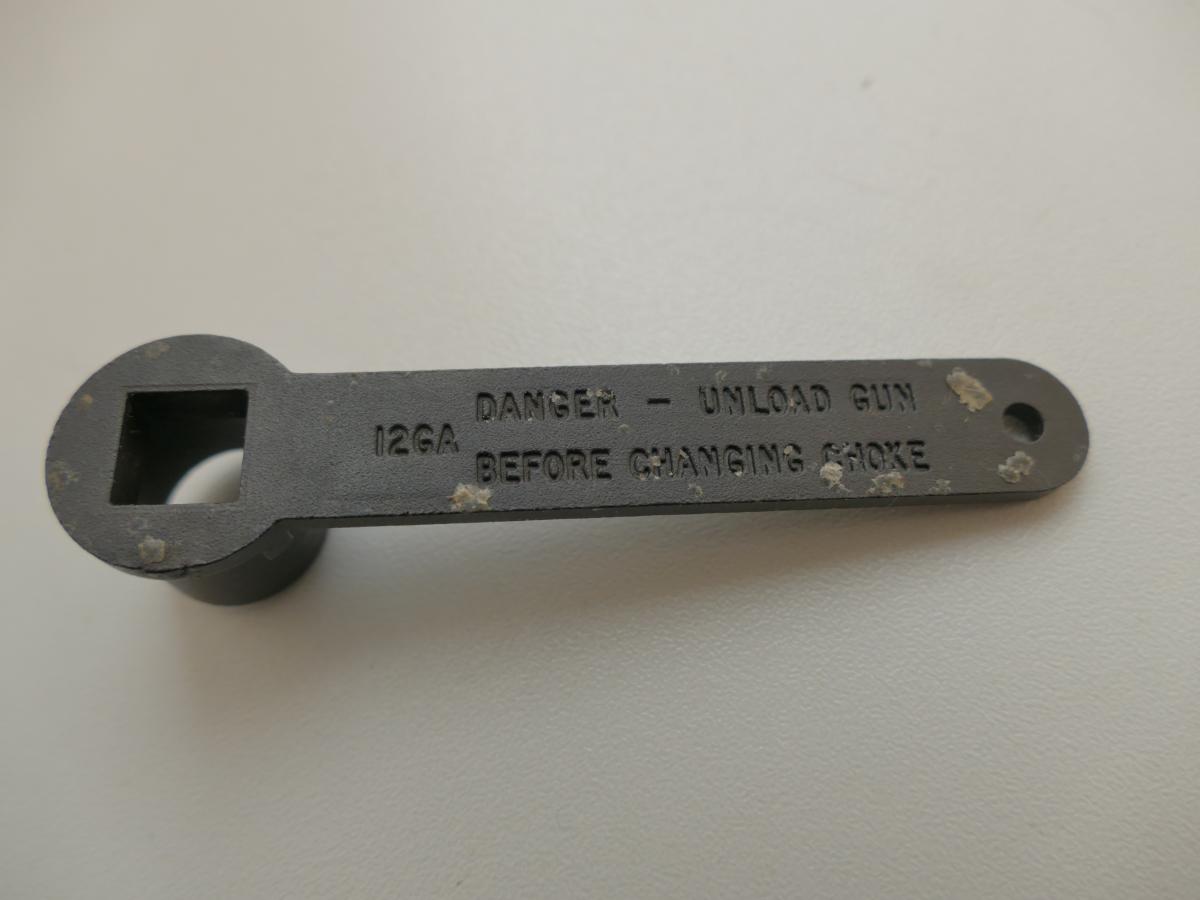 12GA
DANGER - UNLOAD GUN
BEFORE CHANGING CHOKE